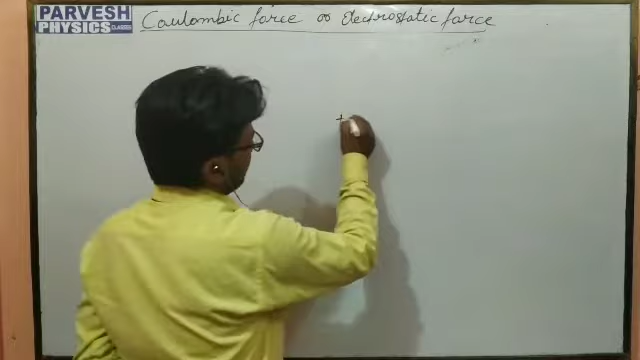 PARVESH
PHYSICS CLASSES
Coulombic force or Electrostatic force
+